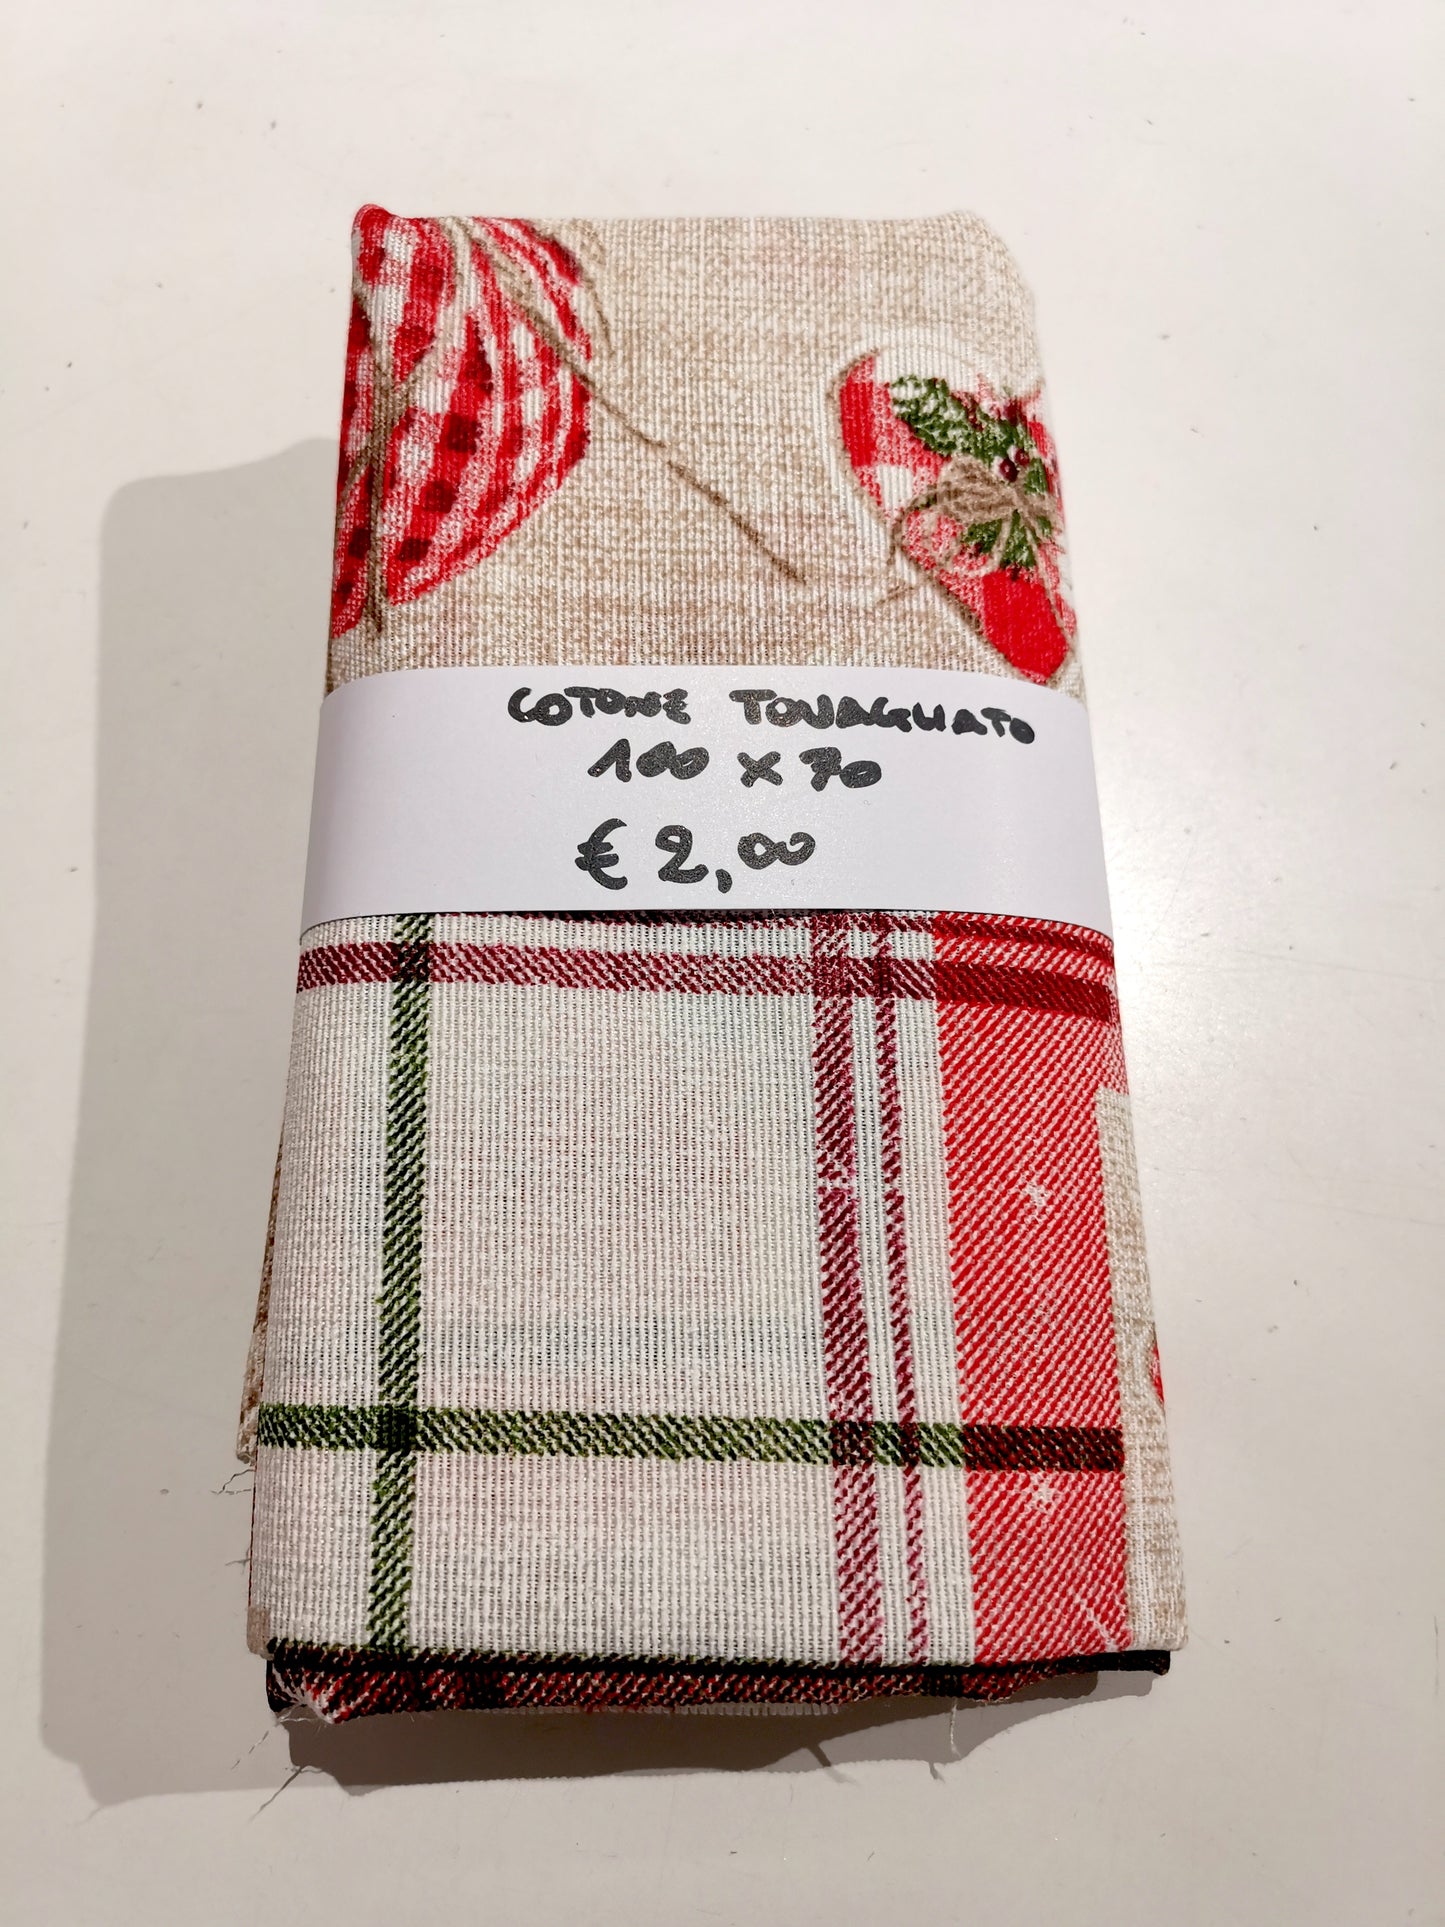 COTONE TOVAGLIATO
100 x 70
€ 2,00